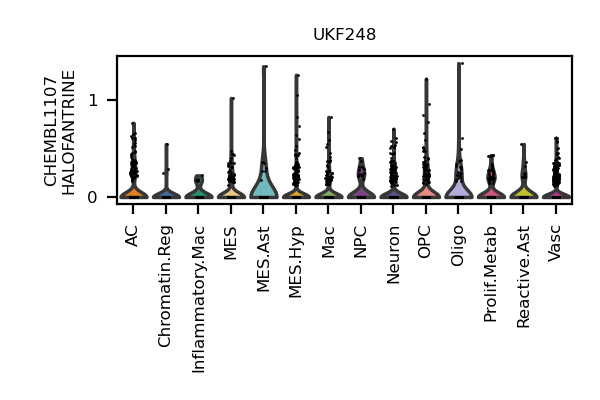 UKF248
CHEMBL1107
HALOFANTRINE
1
0
AC
Chromatin.Reg
Inflammatory.Mac
MES
MES.Ast
MES.Hyp
Mac
NPC
Neuron
OPC
Oligo
Prolif.Metab
Reactive.Ast
Vasc